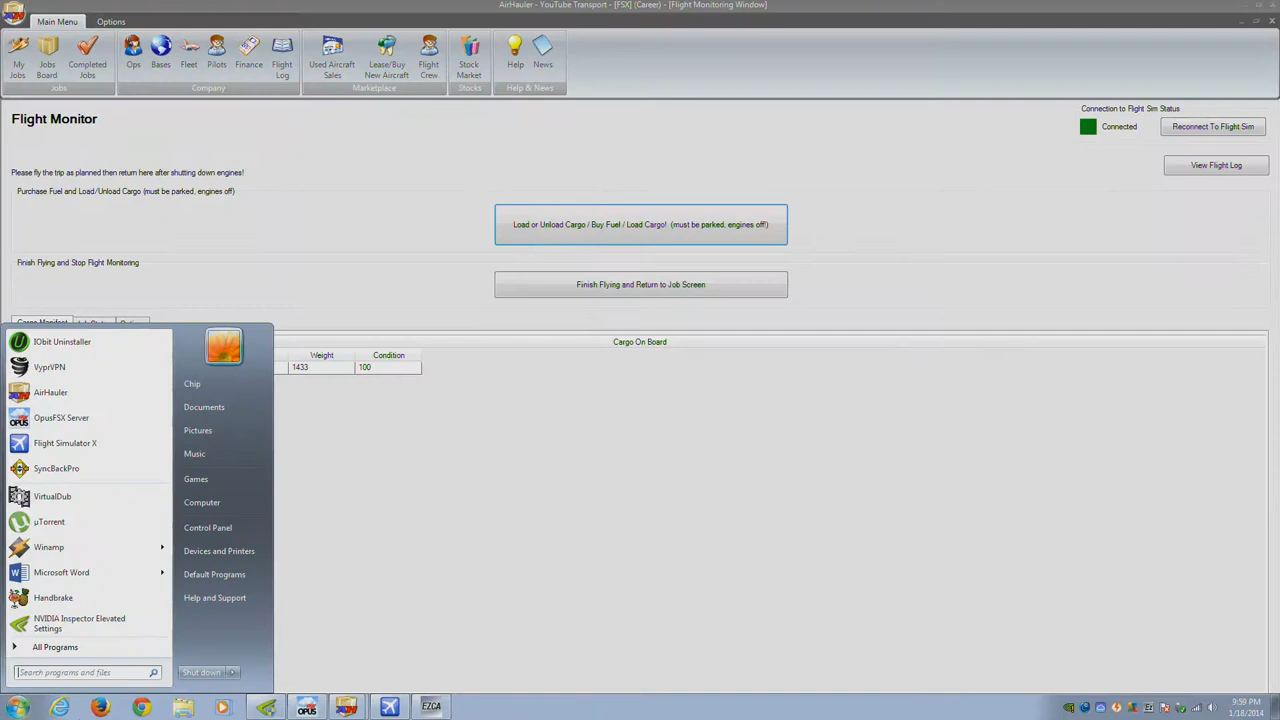 AirHauler - YouTube Transport - [FSX] (Career) - [Flight Monitoring Window]
Main Menu
Options
My Jobs
Jobs Board
Completed Jobs
Ops
Bases
Fleet
Pilots
Finance
Flight Log
Used Aircraft Sales
Lease/Buy New Aircraft
Flight Crew
Stock Market
Help
News
Jobs
Company
Marketplace
Stocks
Help & News
Flight Monitor
Connection to Flight Sim Status
Connected
Reconnect To Flight Sim
View Flight Log
Please fly the trip as planned then return here after shutting down engines!
Purchase Fuel and Load/Unload Cargo (must be parked, engines off)
Load or Unload Cargo / Buy Fuel / Load Cargo! (must be parked, engines off!)
Finish Flying and Stop Flight Monitoring
Finish Flying and Return to Job Screen
Cargo Manifest
Cargo On Board
Weight
Condition
1433
100
IObit Uninstaller
VyprVPN
AirHauler
OpusFSX Server
Flight Simulator X
SyncBackPro
VirtualDub
µTorrent
Winamp
Microsoft Word
Handbrake
NVIDIA Inspector Elevated
Settings
All Programs
Search programs and files
Chip
Documents
Pictures
Music
Games
Computer
Control Panel
Devices and Printers
Default Programs
Help and Support
Shut down
OPUS
OPUS
EZCA
9:59 PM
1/18/2014